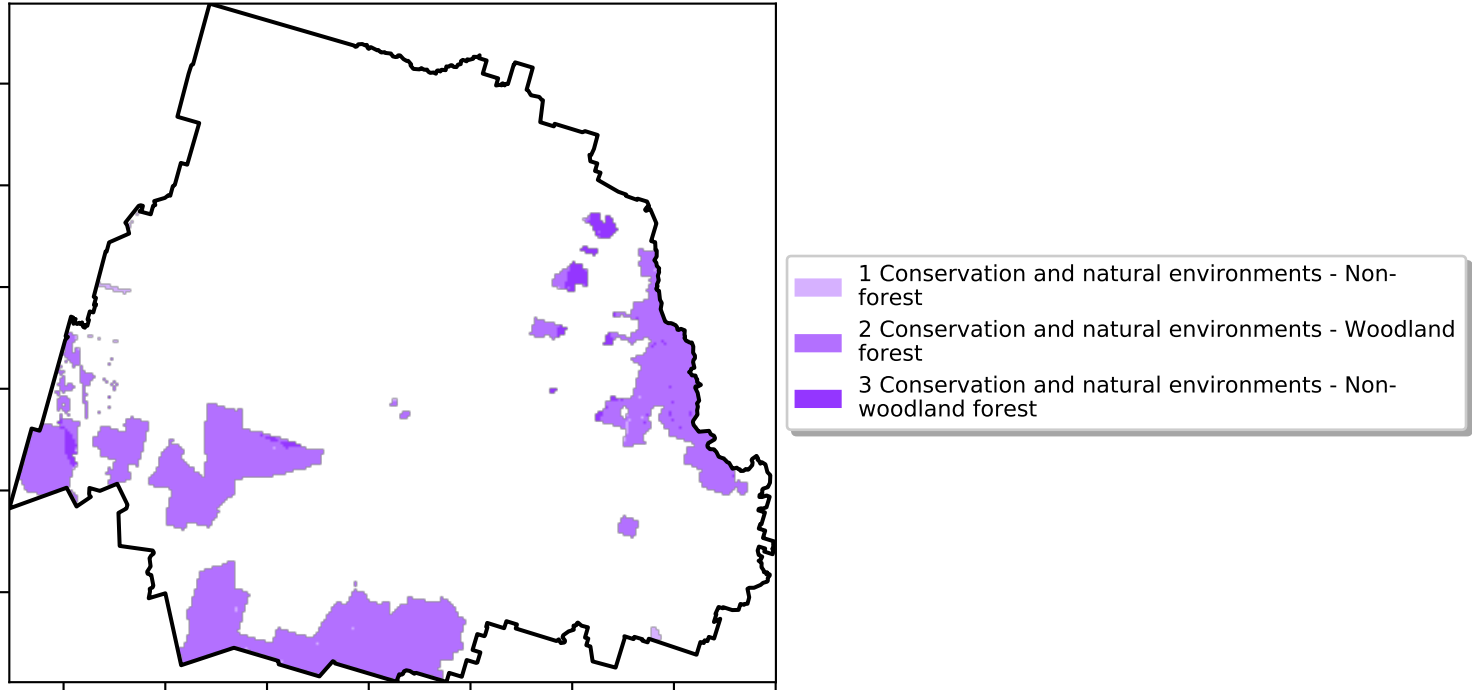 1 Conservation and natural environments - Non-
forest
2 Conservation and natural environments - Woodland
forest
3 Conservation and natural environments - Non-
woodland forest